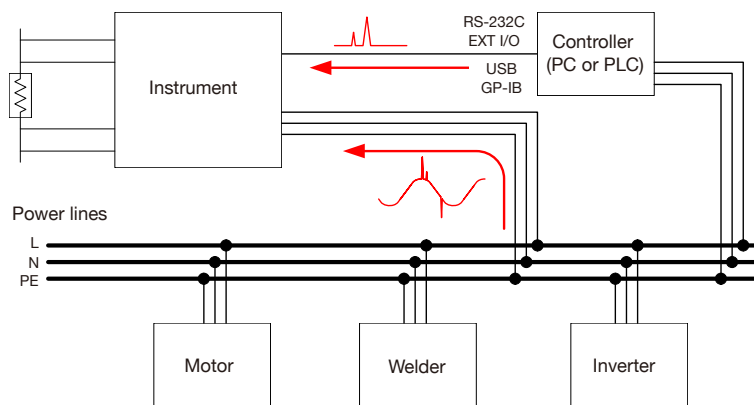 RS-232C
EXT I/O
USB
GP-IB
Controller
(PC or PLC)
Instrument
Power lines
L
N
PE
Motor
Welder
Inverter